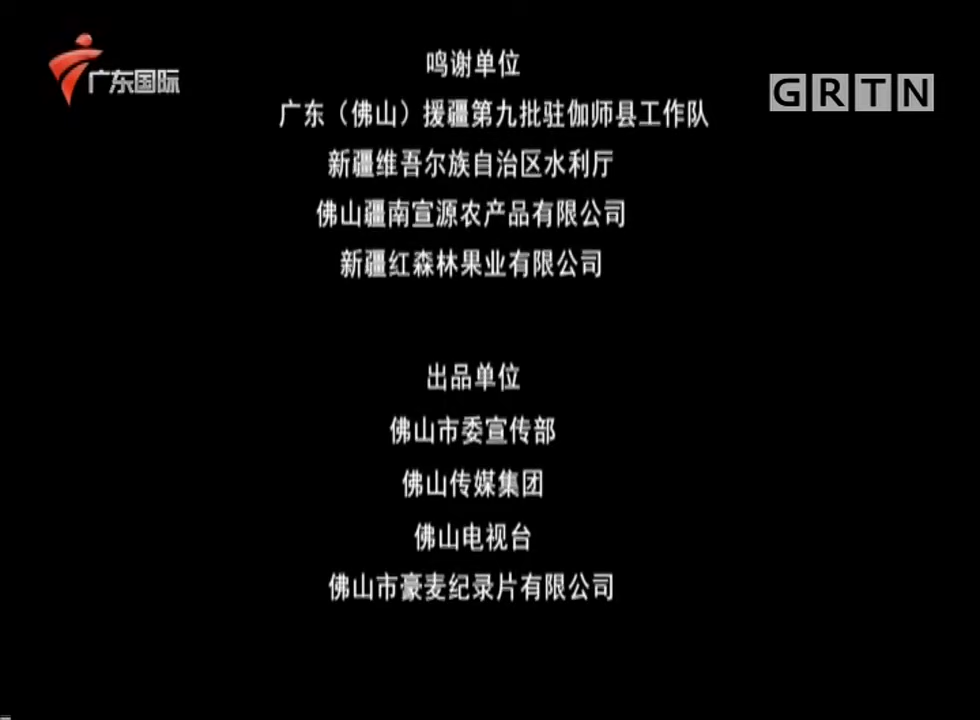 广东国际
GRTN
鸣谢单位
广东（佛山）援疆第九批驻伽师县工作队
新疆维吾尔族自治区水利厅
佛山疆南宣源农产品有限公司
新疆红森林果业有限公司
出品单位
佛山市委宣传部
佛山传媒集团
佛山电视台
佛山市豪麦纪录片有限公司